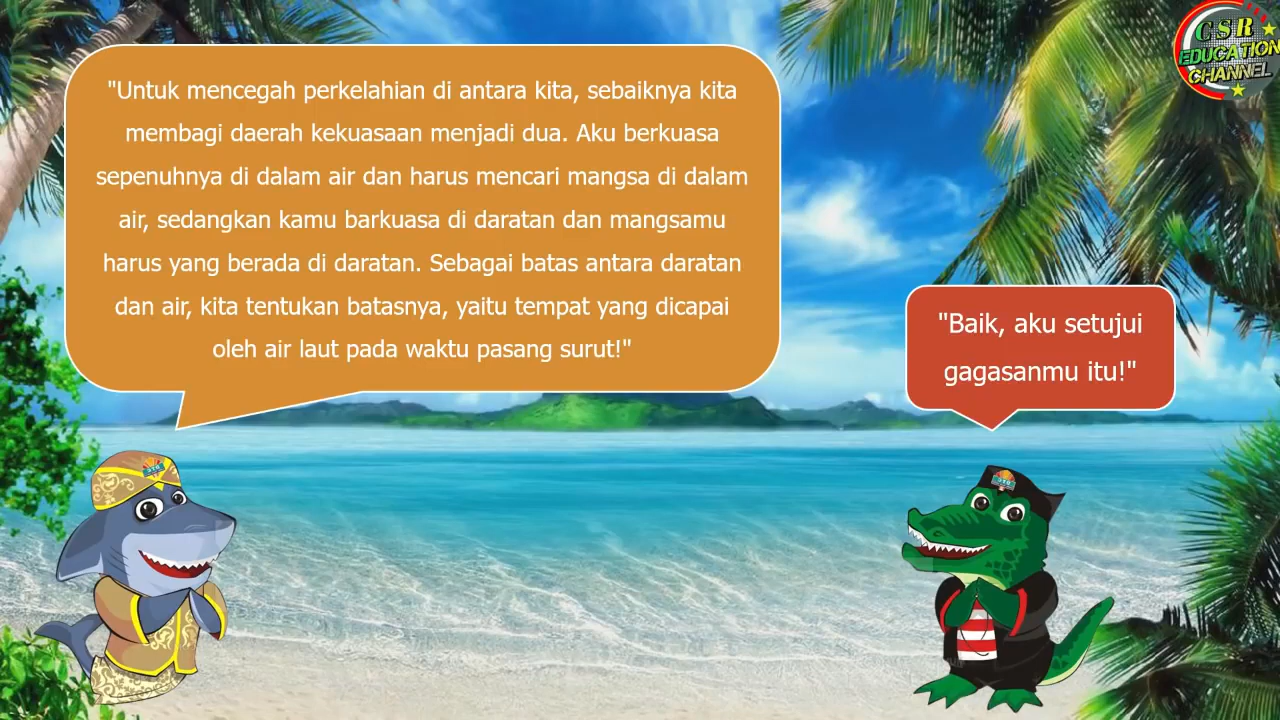 "Untuk mencegah perkelahian di antara kita, sebaiknya kita
membagi daerah kekuasaan menjadi dua. Aku berkuasa
sepenuhnya di dalam air dan harus mencari mangsa di dalam
air, sedangkan kamu barkuasa di daratan dan mangsamu
harus yang berada di daratan. Sebagai batas antara daratan
dan air, kita tentukan batasnya, yaitu tempat yang dicapai
oleh air laut pada waktu pasang surut!"
"Baik, aku setujui
gagasanmu itu!"
CSR
EDUCATION
CHANNEL